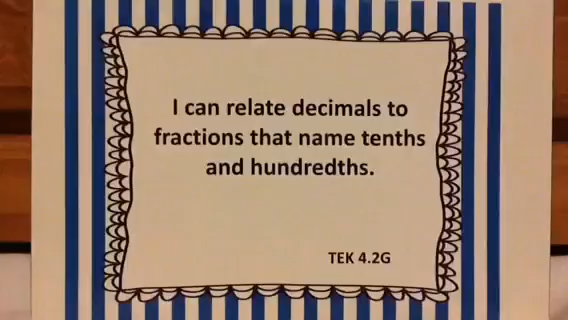 I can relate decimals to
fractions that name tenths
and hundredths.
TEK 4.2G